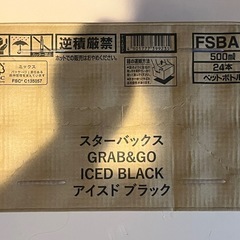 逆積厳禁
ホットでの販売はおやめください。
FSBA
500ml
24本
ペットボトル
ミックス
FSC® C135057
スターバックス
GRAB&GO
ICED BLACK
アイスド ブラック